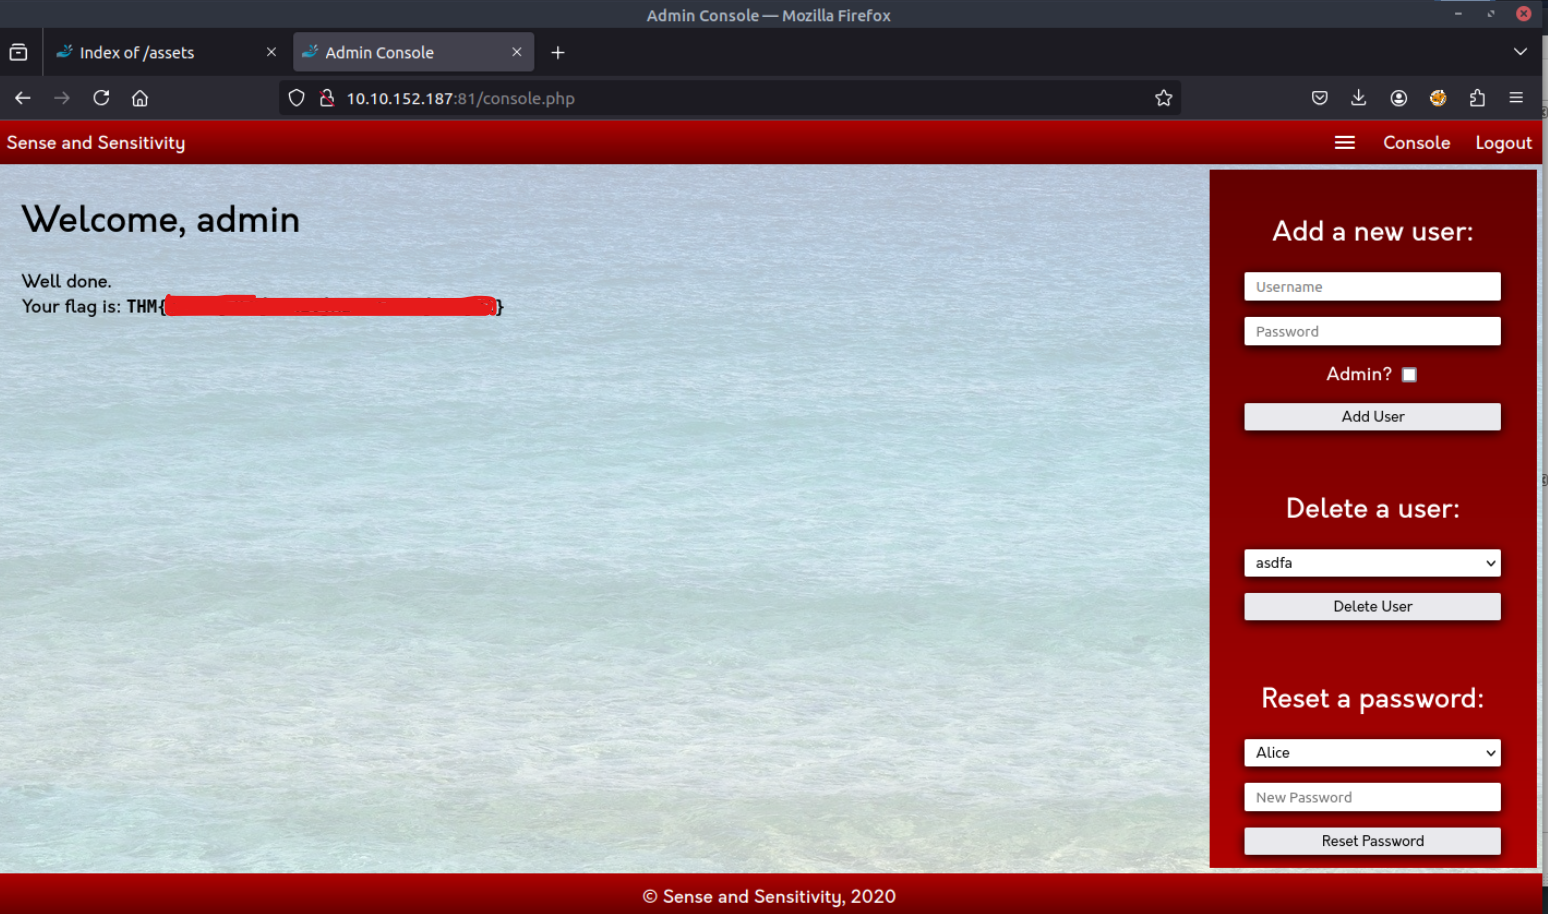 Admin Console — Mozilla Firefox
Index of /assets
Admin Console
10.10.152.187:81/console.php
Sense and Sensitivity
Console
Logout
Welcome, admin
Well done.
Your flag is: THM{ }
Add a new user:
Username
Password
Admin?
Add User
Delete a user:
asdfa
Delete User
Reset a password:
Alice
New Password
Reset Password
© Sense and Sensitivity, 2020